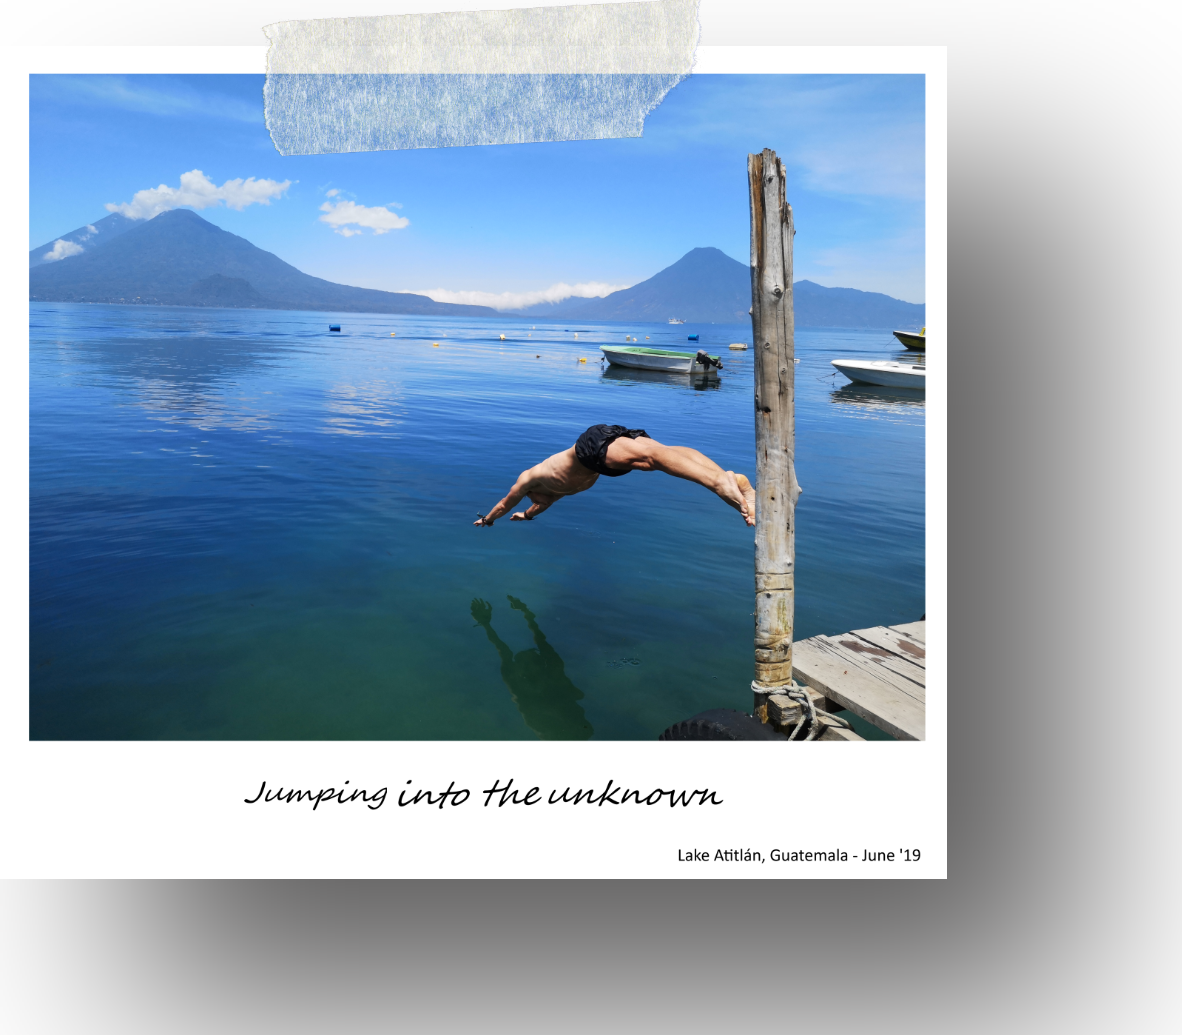 Jumping into the unknown
Lake Atitlán, Guatemala - June '19